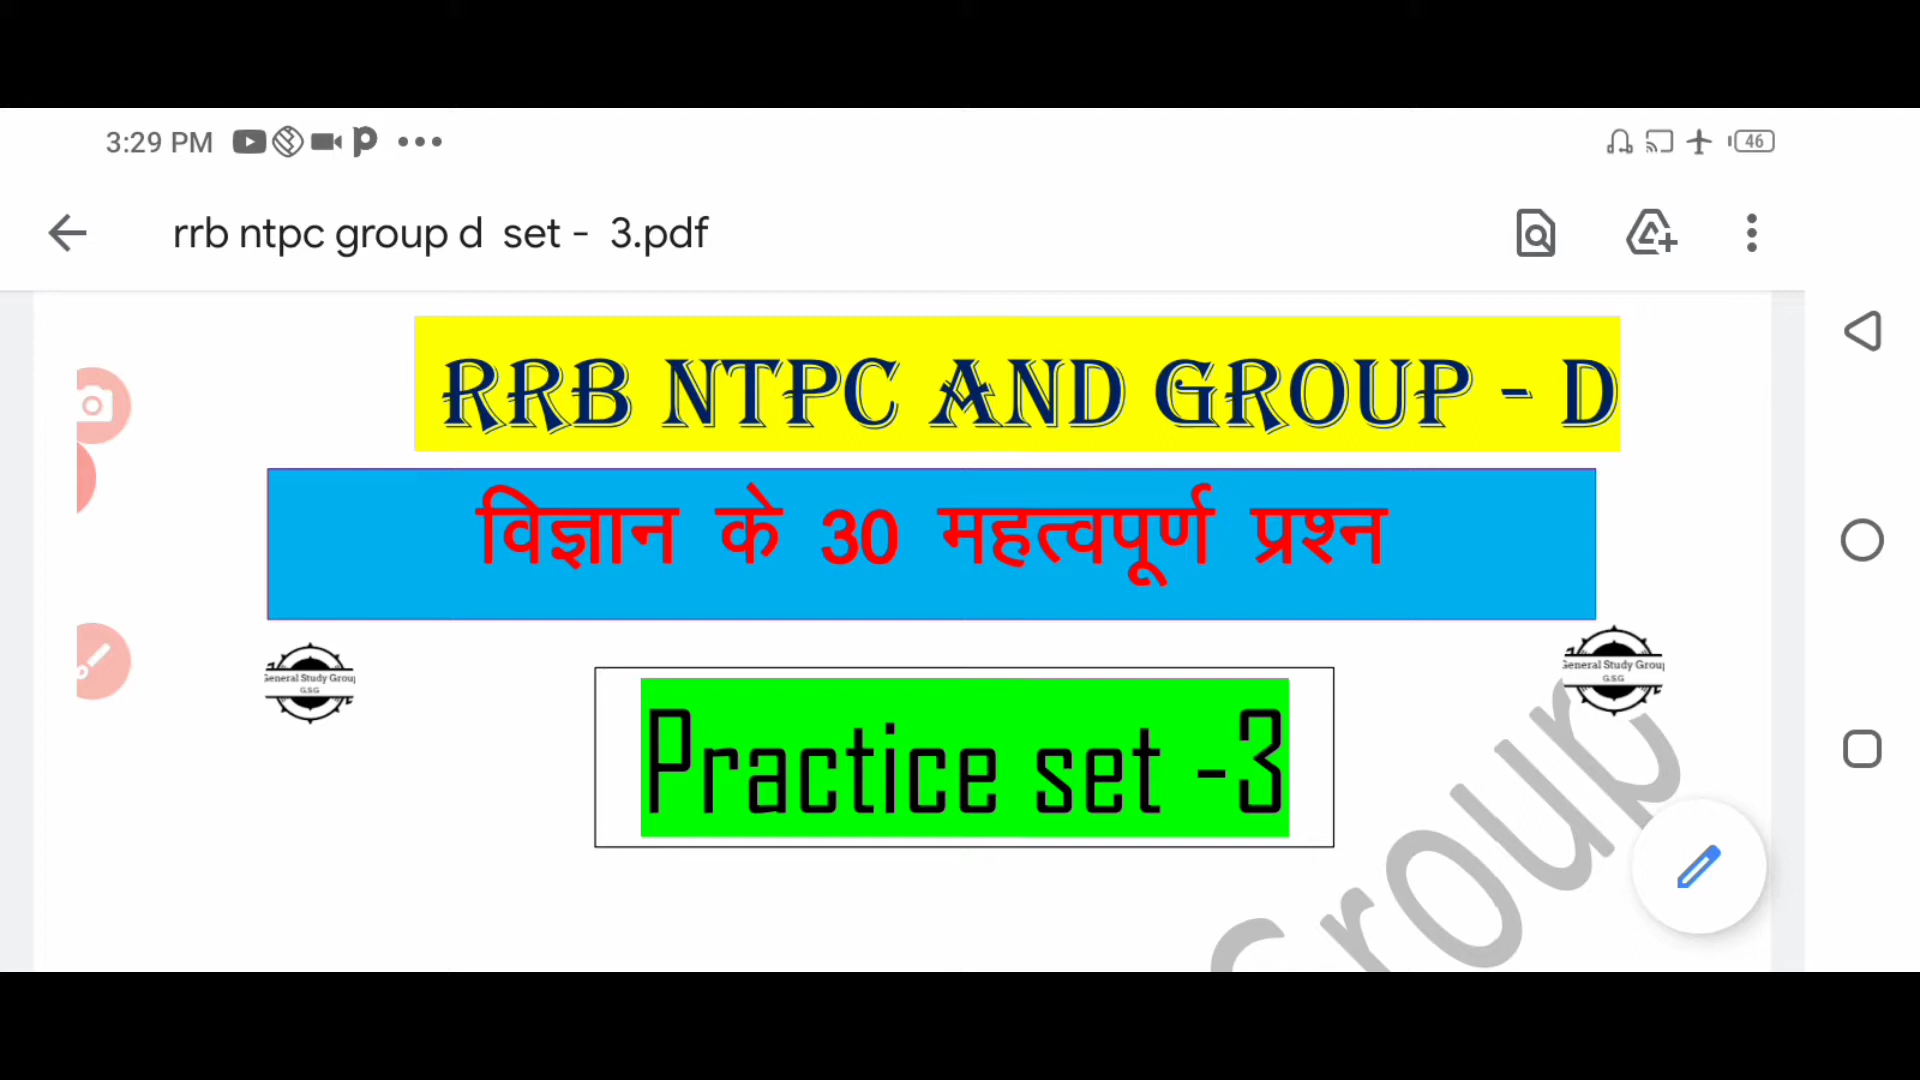 3:29 PM
46
rrb ntpc group d set - 3.pdf
RRB NTPC AND GROUP - D
विज्ञान के 30 महत्वपूर्ण प्रश्न
General Study Group
G.S.G
General Study Group
G.S.G
Practice set -3
Group